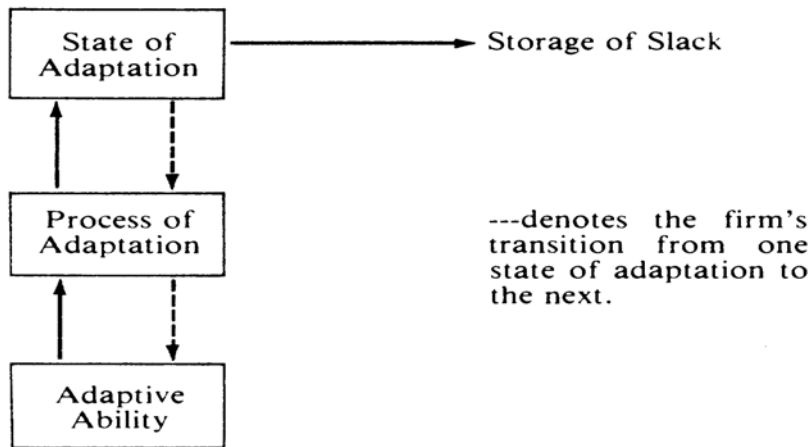 State of
Adaptation
Storage of Slack
Process of
Adaptation
---denotes the firm's
transition from one
state of adaptation to
the next.
Adaptive
Ability